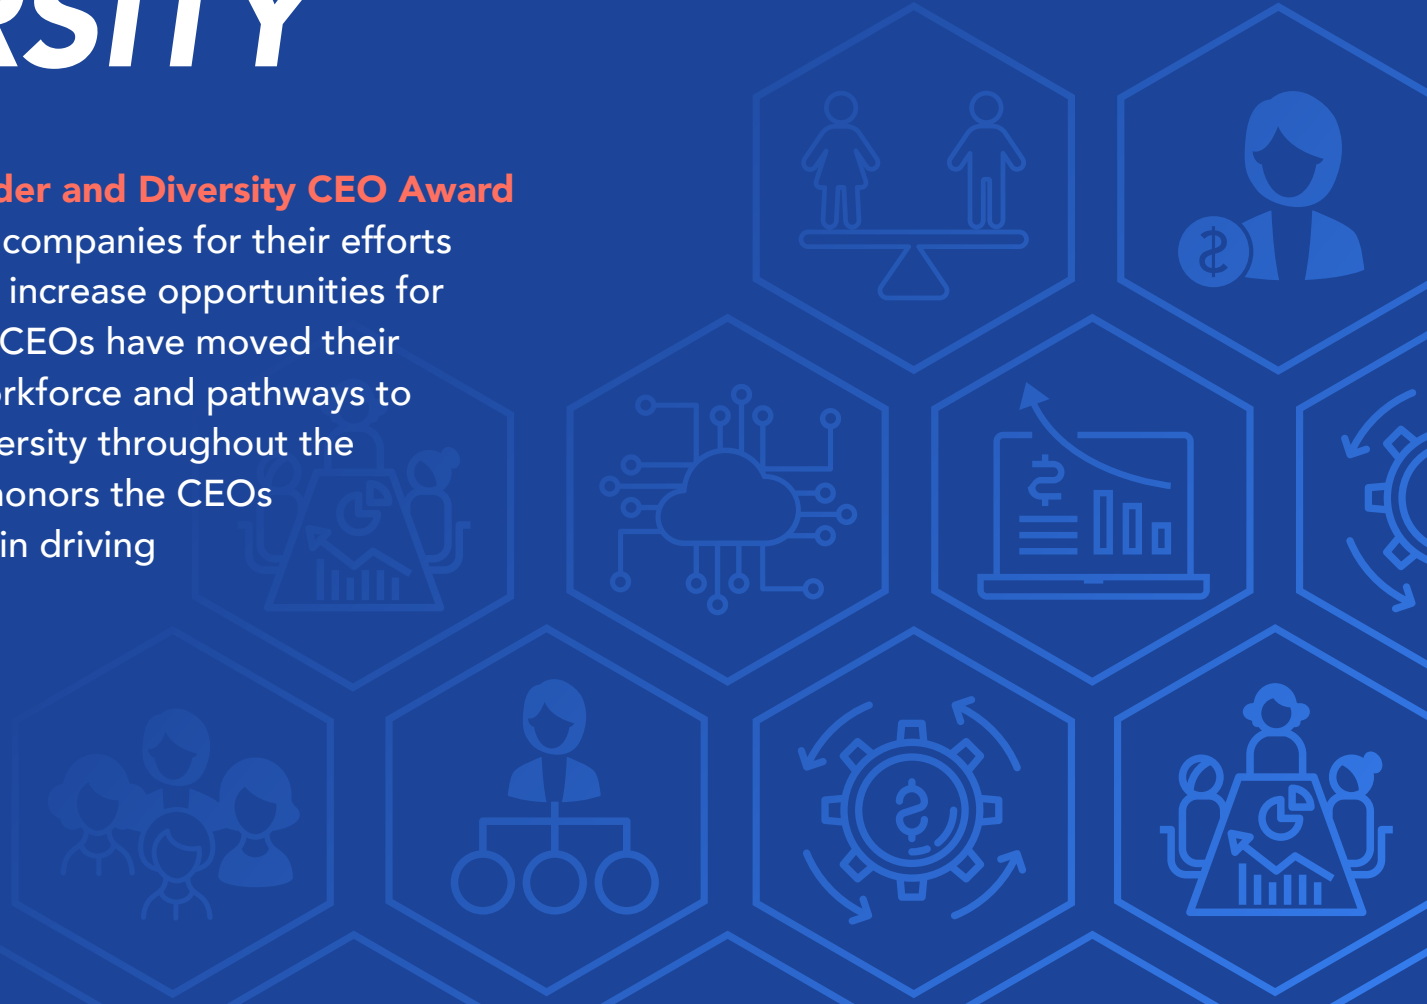 RSITY
der and Diversity CEO Award
companies for their efforts
increase opportunities for
CEOs have moved their
orkforce and pathways to
ersity throughout the
honors the CEOs
in driving